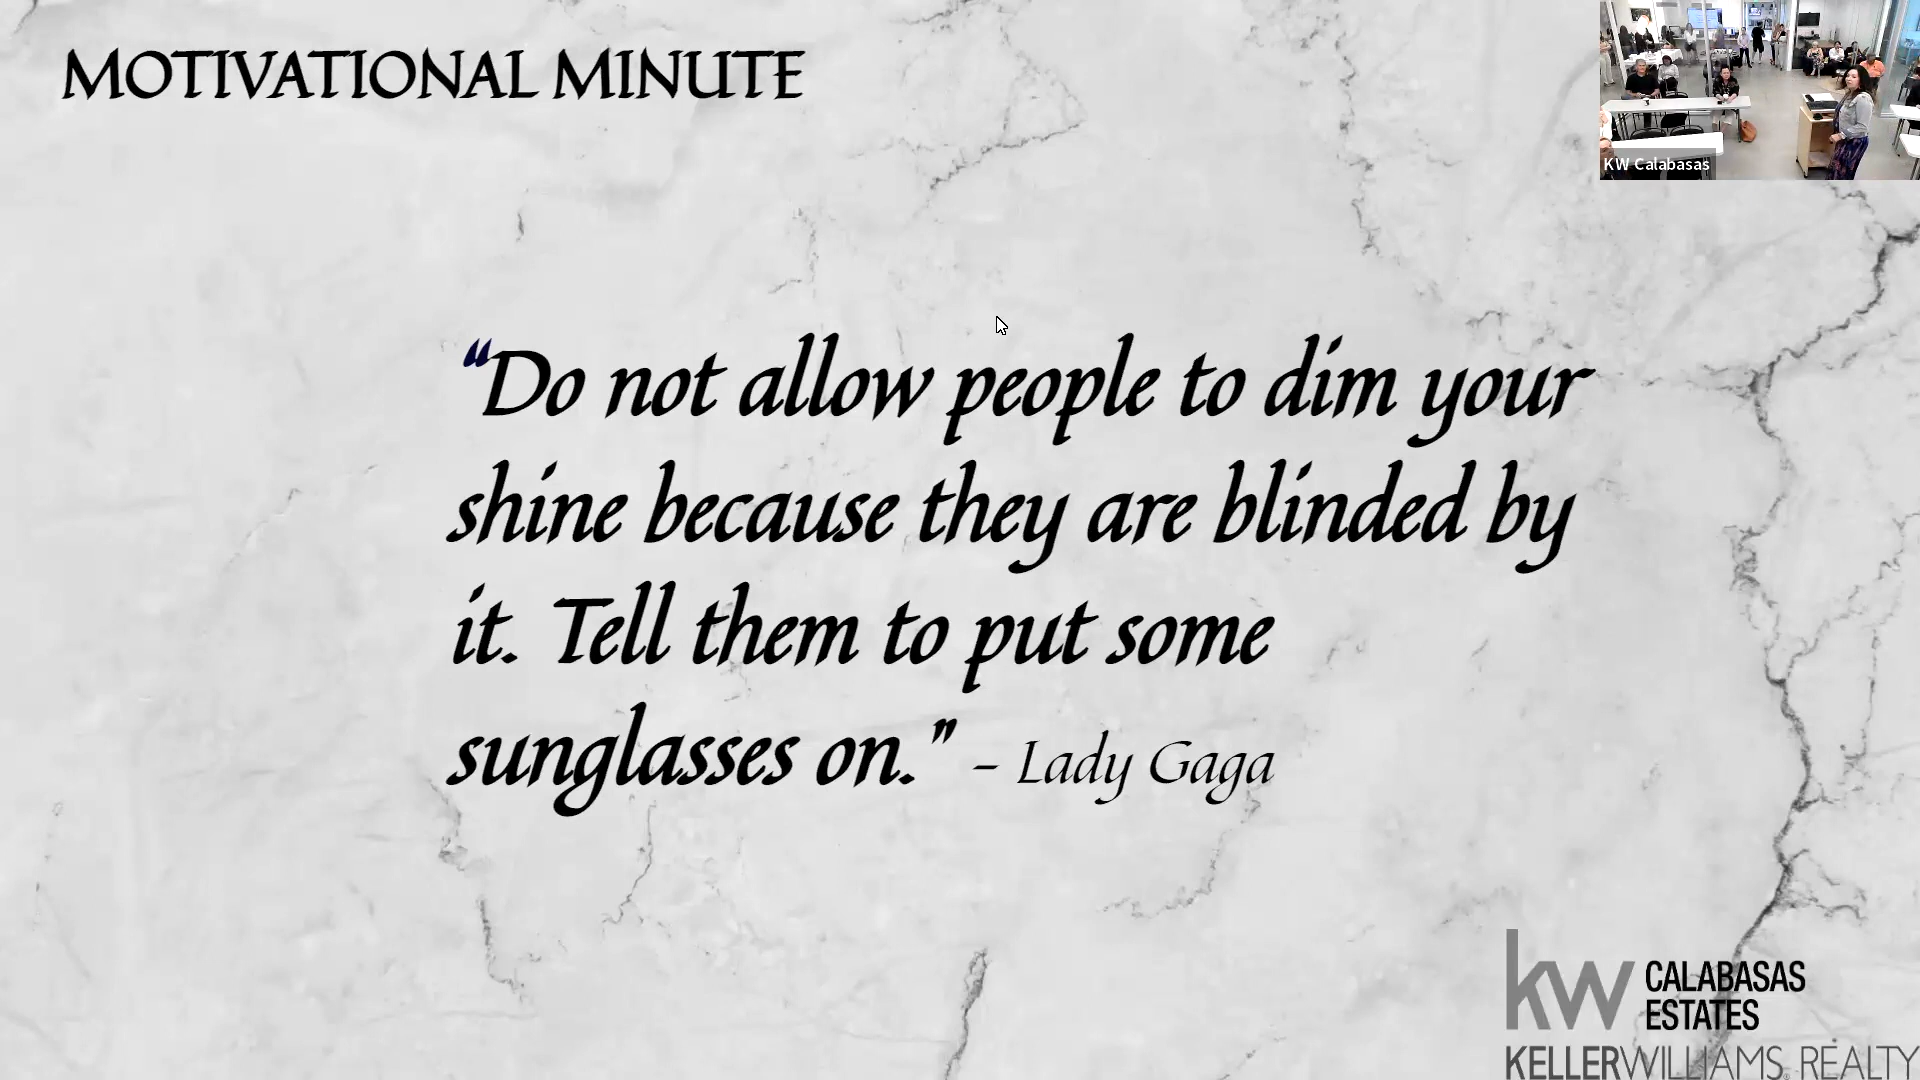 MOTIVATIONAL MINUTE
KW Calabasas
“Do not allow people to dim your
shine because they are blinded by
it. Tell them to put some
sunglasses on.” – Lady Gaga
kw CALABASAS
ESTATES
KELLERWILLIAMS. REALTY